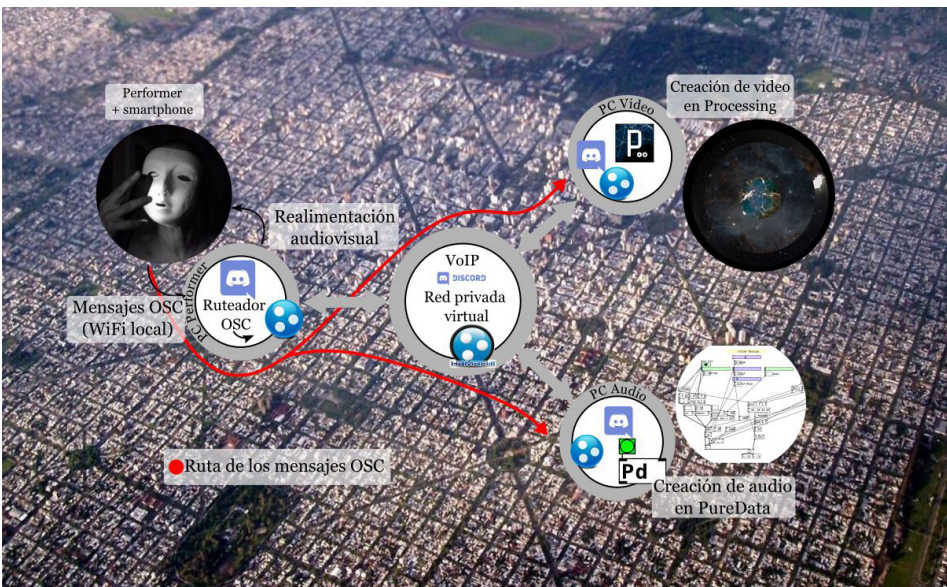 Performer
+ smartphone
Creación de video
en Processing
PC Video
P
Realimentación
audiovisual
VoIP
DISCORD
Red privada
virtual
PC Performer
Ruteador
OSC
Mensajes OSC
(WiFi local)
PC Audio
Pd
Ruta de los mensajes OSC
Creación de audio
en PureData